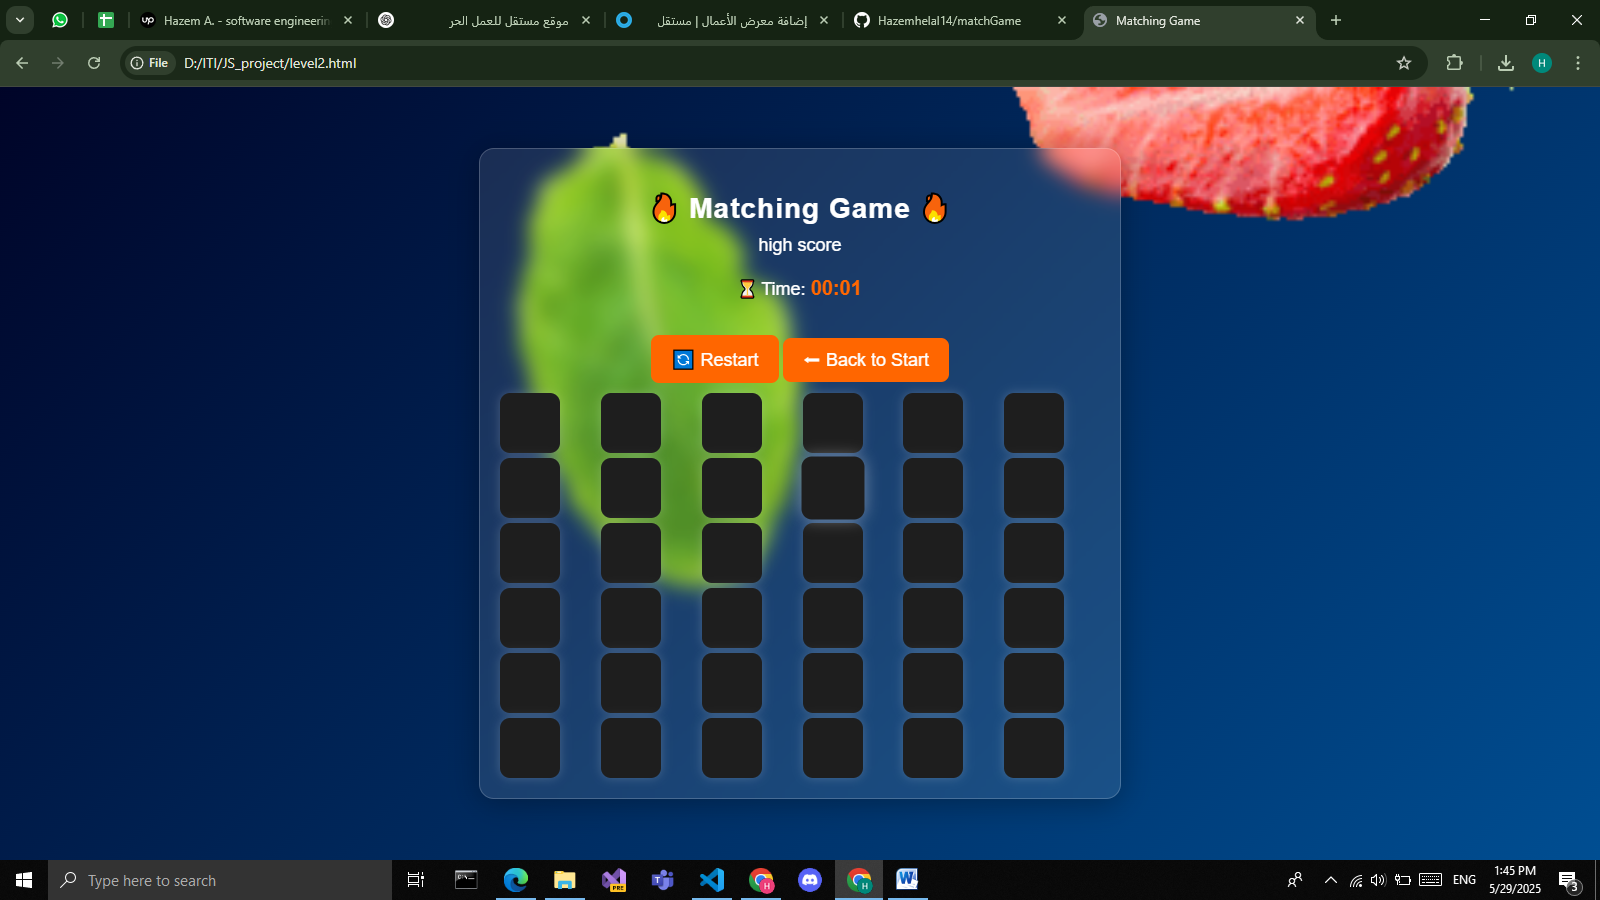 Hazem A. - software engineerin
موقع مستقل للعمل الحر
إضافة معرض الأعمال | مستقل
Hazemhelal14/matchGame
Matching Game
File
D:/ITI/JS_project/level2.html
H
🔥 Matching Game 🔥
high score
⏳ Time: 00:01
🔄 Restart
⬅ Back to Start
Type here to search
ENG
1:45 PM
5/29/2025
3